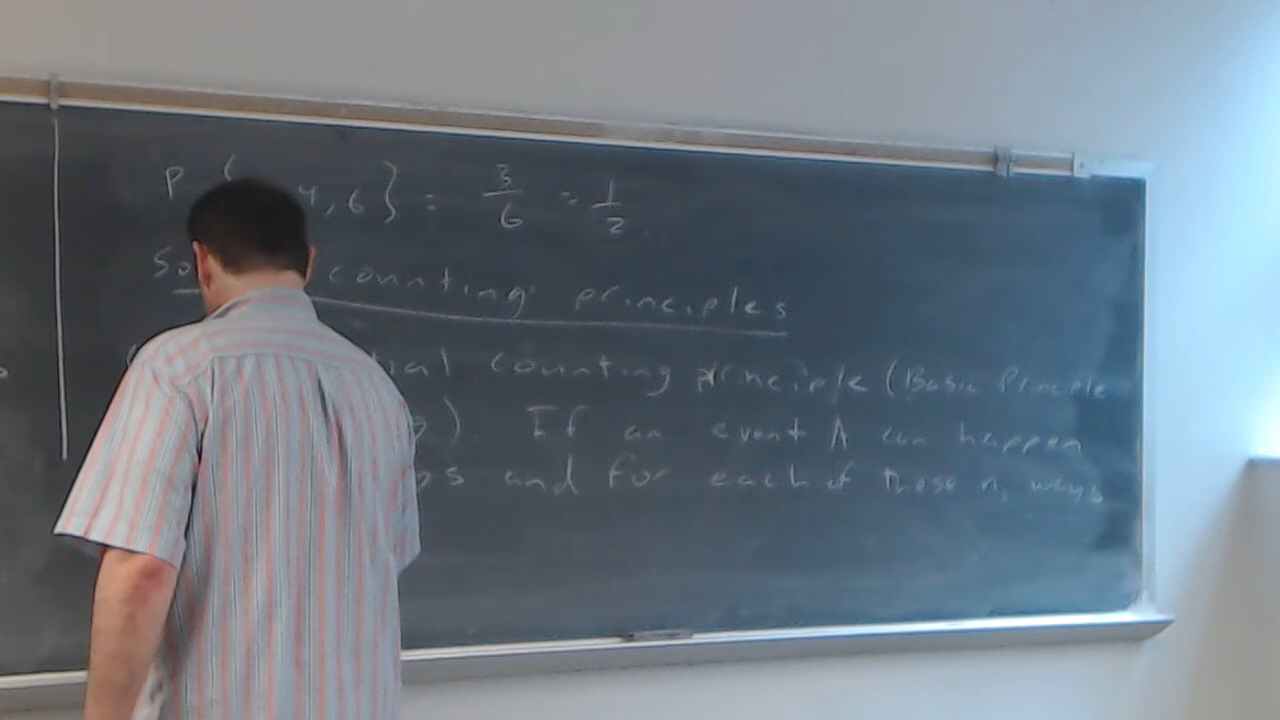 P { 4, 6 } = 3/6 = 1/2
counting principles
counting principle (Basic Principle
). If an event A can happen
and for each of these n, ways